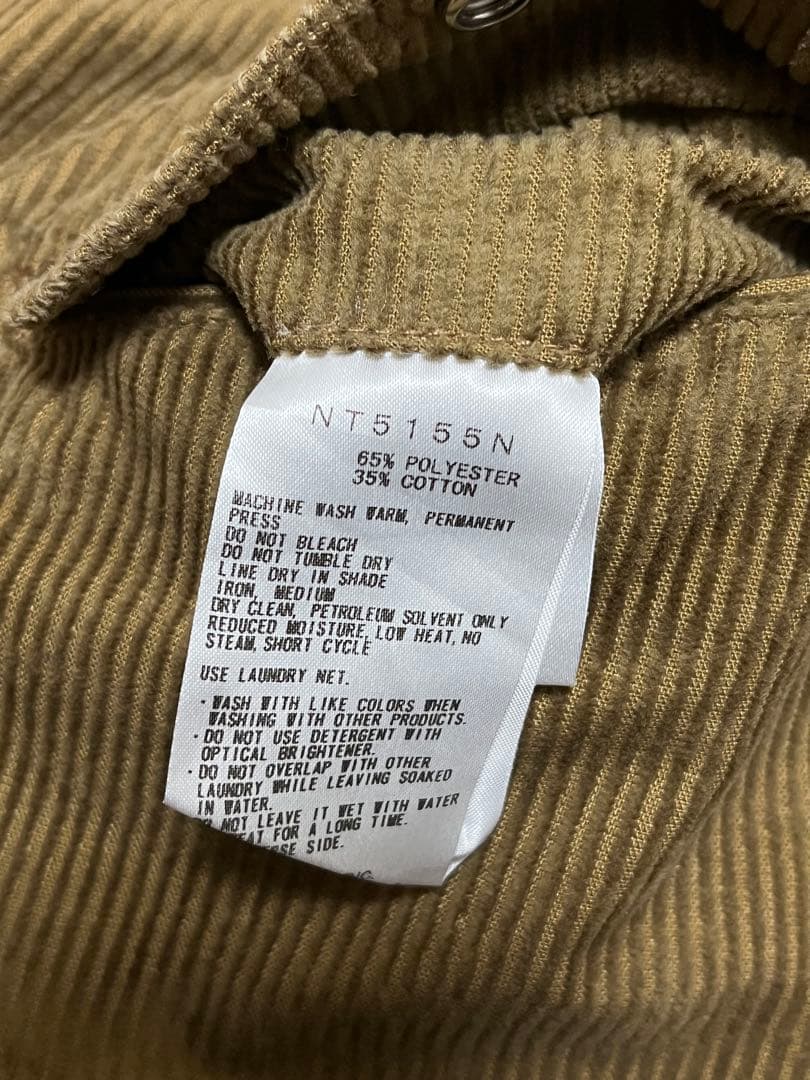 NT5155N
65% POLYESTER
35% COTTON
MACHINE WASH WARM, PERMANENT
PRESS
DO NOT BLEACH
DO NOT TUMBLE DRY
LINE DRY IN SHADE
IRON, MEDIUM
DRY CLEAN, PETROLEUM SOLVENT ONLY
REDUCED MOISTURE, LOW HEAT, NO
STEAM, SHORT CYCLE
USE LAUNDRY NET.
・WASH WITH LIKE COLORS WHEN
WASHING WITH OTHER PRODUCTS.
・DO NOT USE DETERGENT WITH
OPTICAL BRIGHTENER.
・DO NOT OVERLAP WITH OTHER
LAUNDRY WHILE LEAVING SOAKED
IN WATER.
NOT LEAVE IT WET WITH WATER
FOR A LONG TIME.
SIDE.